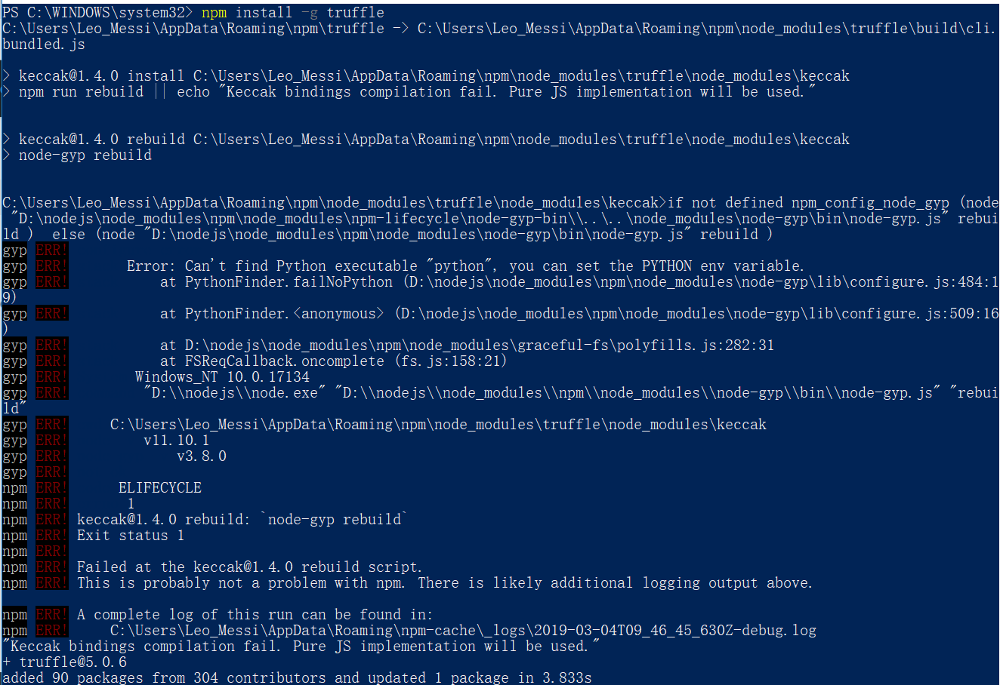 PS C:\WINDOWS\system32> npm install -g truffle
C:\Users\Leo_Messi\AppData\Roaming\npm\truffle -> C:\Users\Leo_Messi\AppData\Roaming\npm\node_modules\truffle\build\cli.
bundled.js
> keccak@1.4.0 install C:\Users\Leo_Messi\AppData\Roaming\npm\node_modules\truffle\node_modules\keccak
> npm run rebuild || echo "Keccak bindings compilation fail. Pure JS implementation will be used."
> keccak@1.4.0 rebuild C:\Users\Leo_Messi\AppData\Roaming\npm\node_modules\truffle\node_modules\keccak
> node-gyp rebuild
C:\Users\Leo_Messi\AppData\Roaming\npm\node_modules\truffle\node_modules\keccak>if not defined npm_config_node_gyp (node
"D:\nodejs\node_modules\npm\node_modules\npm-lifecycle\node-gyp-bin\\..\..\node_modules\node-gyp\bin\node-gyp.js" rebui
ld )  else (node "D:\nodejs\node_modules\npm\node_modules\node-gyp\bin\node-gyp.js" rebuild )
gyp ERR!
gyp ERR! Error: Can't find Python executable "python", you can set the PYTHON env variable.
gyp ERR! at PythonFinder.failNoPython (D:\nodejs\node_modules\npm\node_modules\node-gyp\lib\configure.js:484:1
9)
gyp ERR! at PythonFinder.<anonymous> (D:\nodejs\node_modules\npm\node_modules\node-gyp\lib\configure.js:509:16
)
gyp ERR! at D:\nodejs\node_modules\npm\node_modules\graceful-fs\polyfills.js:282:31
gyp ERR! at FSReqCallback.oncomplete (fs.js:158:21)
gyp ERR! Windows_NT 10.0.17134
gyp ERR! "D:\\nodejs\\node.exe" "D:\\nodejs\\node_modules\\npm\\node_modules\\node-gyp\\bin\\node-gyp.js" "rebui
ld"
gyp ERR! C:\Users\Leo_Messi\AppData\Roaming\npm\node_modules\truffle\node_modules\keccak
gyp ERR! v11.10.1
gyp ERR! v3.8.0
gyp ERR!
npm ERR! ELIFECYCLE
npm ERR! 1
npm ERR! keccak@1.4.0 rebuild: `node-gyp rebuild`
npm ERR! Exit status 1
npm ERR!
npm ERR! Failed at the keccak@1.4.0 rebuild script.
npm ERR! This is probably not a problem with npm. There is likely additional logging output above.
npm ERR! A complete log of this run can be found in:
npm ERR! C:\Users\Leo_Messi\AppData\Roaming\npm-cache\_logs\2019-03-04T09_46_45_630Z-debug.log
"Keccak bindings compilation fail. Pure JS implementation will be used."
+ truffle@5.0.6
added 90 packages from 304 contributors and updated 1 package in 3.833s